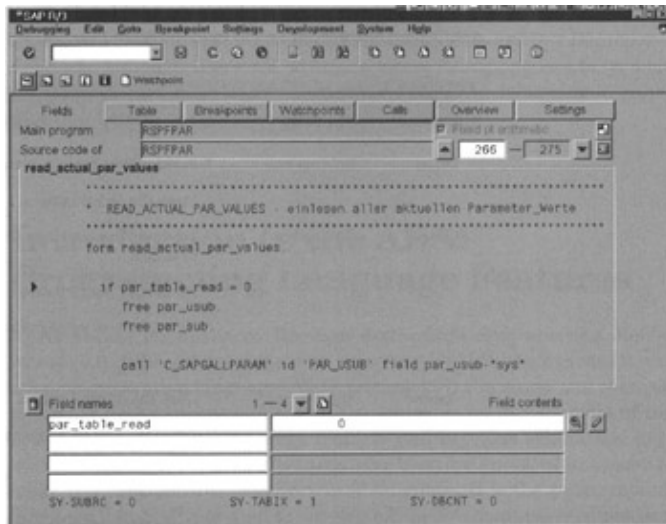 SAP R/3
Debugging Edit Goto Breakpoint Settings Development System Help
Watchpoint
Fields Table Breakpoints Watchpoints Calls Overview Settings
Main program RSPFPAR Fixed pt arithmetic
Source code of RSPFPAR 266 — 275
read_actual_par_values
****************************************************************
* READ_ACTUAL_PAR_VALUES - einlesen aller aktuellen Parameter_Werte
****************************************************************
form read_actual_par_values.
if par_table_read = 0.
free par_usub.
free par_sub.
call 'C_SAPGALLPARAM' id 'PAR_USUB' field par_usub-*sys*
Field names 1 — 4 Field contents
par_table_read 0
SY-SUBRC = 0 SY-TABIX = 1 SY-DBCNT = 0